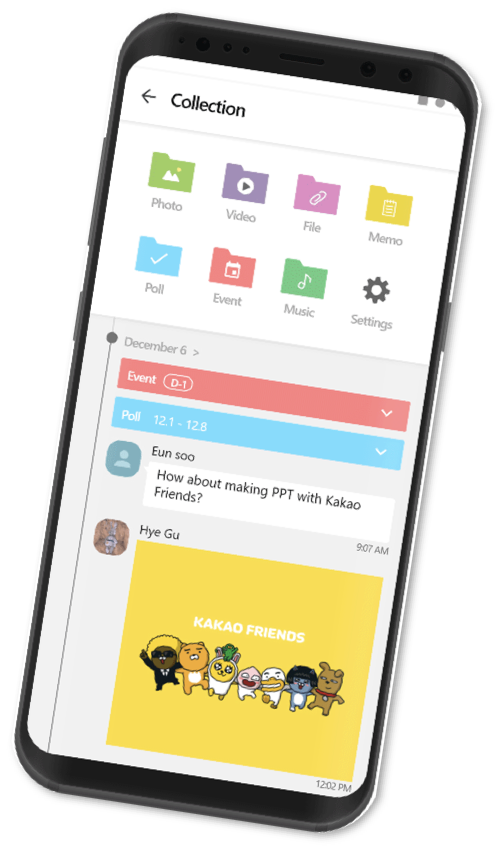 Collection
Photo Video File Memo
Poll Event Music Settings
December 6 >
Event D-1
Poll 12.1 - 12.8
Eun soo
How about making PPT with Kakao
Friends?
9:07 AM
Hye Gu
KAKAO FRIENDS
12:02 PM